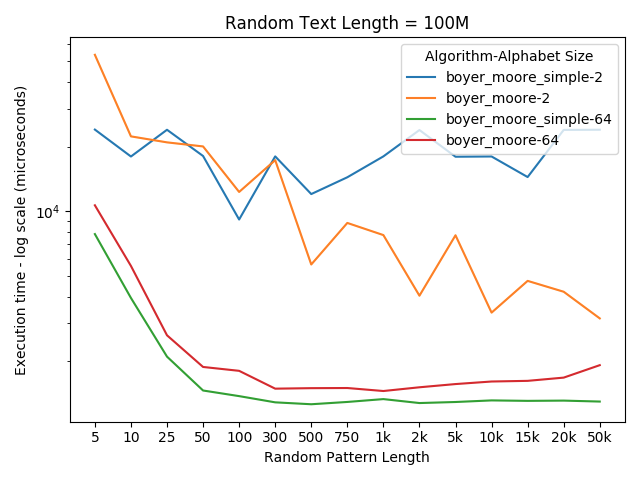 Random Text Length = 100M
Algorithm-Alphabet Size
boyer_moore_simple-2
boyer_moore-2
boyer_moore_simple-64
boyer_moore-64
Execution time - log scale (microseconds)
10⁴
5 10 25 50 100 300 500 750 1k 2k 5k 10k 15k 20k 50k
Random Pattern Length